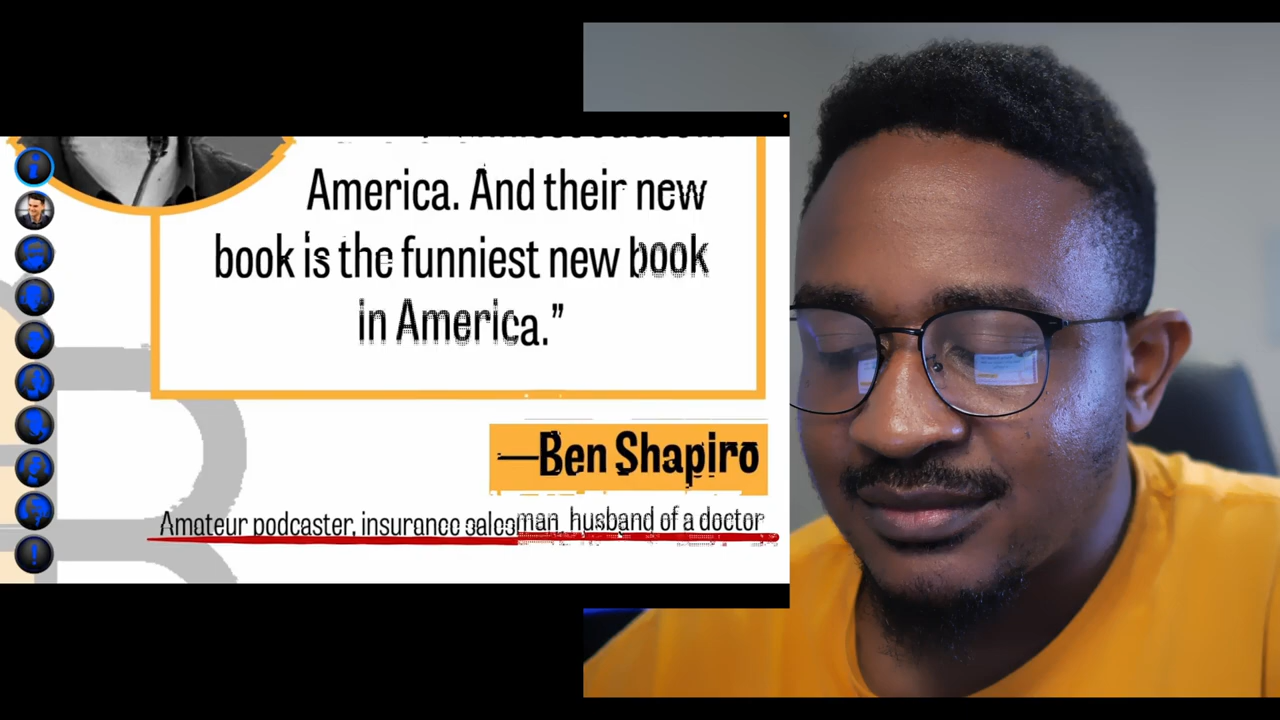 America. And their new
book is the funniest new book
in America.”
—Ben Shapiro
Amateur podcaster, insurance salesman, husband of a doctor